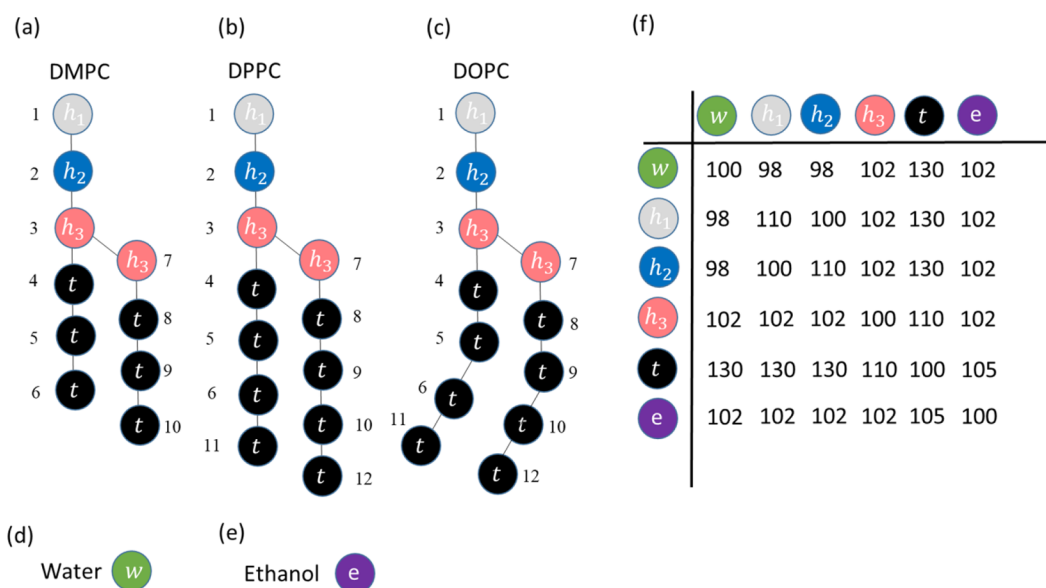 (a)
DMPC
1 h₁
2 h₂
3 h₃
h₃ 7
4 t
t 8
5 t
t 9
6 t
t 10
(b)
DPPC
1 h₁
2 h₂
3 h₃
h₃ 7
4 t
t 8
5 t
t 9
6 t
t 10
11 t
t 12
(c)
DOPC
1 h₁
2 h₂
3 h₃
h₃ 7
4 t
t 8
5 t
t 9
6 t
t 10
11 t
t 12
(d)
Water w
(e)
Ethanol e
(f)
w h₁ h₂ h₃ t e
w 100 98 98 102 130 102
h₁ 98 110 100 102 130 102
h₂ 98 100 110 102 130 102
h₃ 102 102 102 100 110 102
t 130 130 130 110 100 105
e 102 102 102 102 105 100